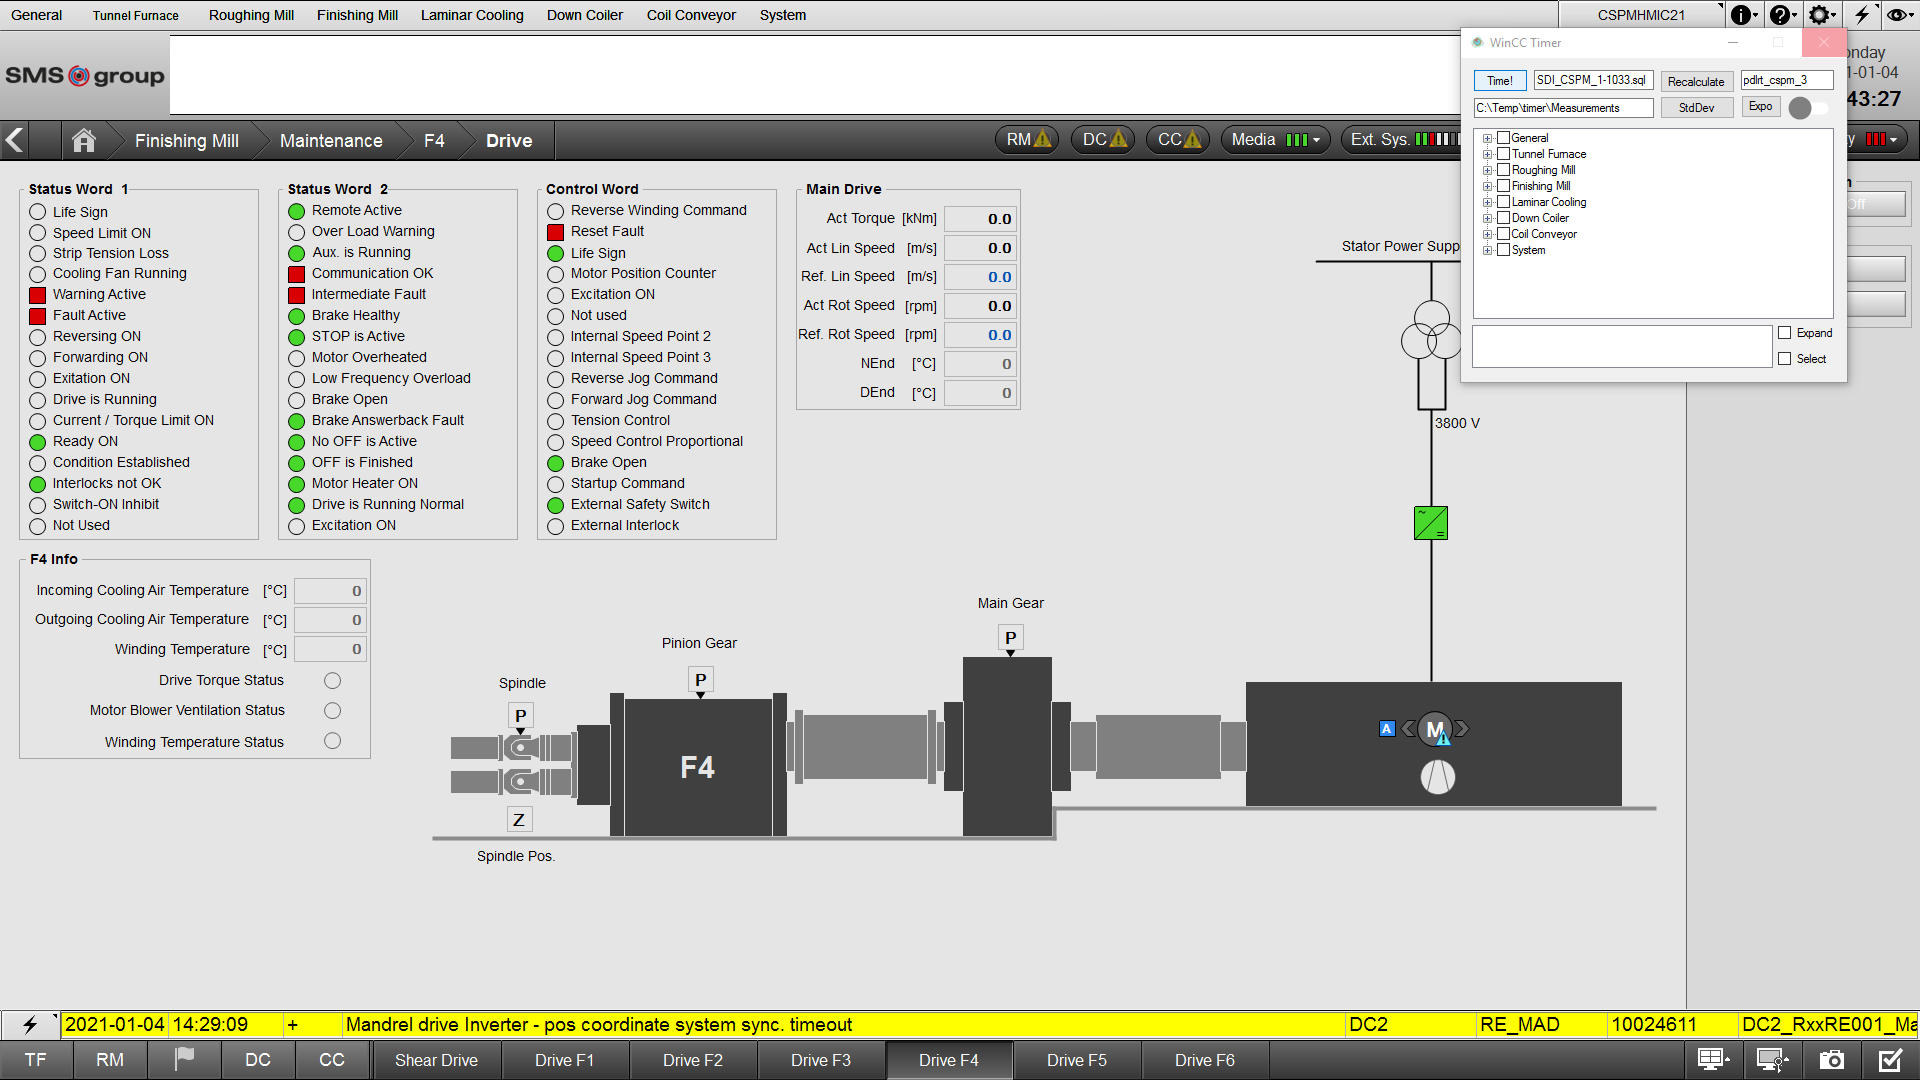 General Tunnel Furnace Roughing Mill Finishing Mill Laminar Cooling Down Coiler Coil Conveyor System CSPMHMIC21
SMS group
WinCC Timer
Time! SDI_CSPM_1-1033.sql Recalculate pdlrt_cspm_3
C:\Temp\timer\Measurements StdDev Expo
43:27
Finishing Mill Maintenance F4 Drive RM DC CC Media Ext. Sys.
General
Tunnel Furnace
Roughing Mill
Finishing Mill
Laminar Cooling
Down Coiler
Coil Conveyor
System
Expand
Select
Off
Status Word 1
Life Sign
Speed Limit ON
Strip Tension Loss
Cooling Fan Running
Warning Active
Fault Active
Reversing ON
Forwarding ON
Exitation ON
Drive is Running
Current / Torque Limit ON
Ready ON
Condition Established
Interlocks not OK
Switch-ON Inhibit
Not Used
Status Word 2
Remote Active
Over Load Warning
Aux. is Running
Communication OK
Intermediate Fault
Brake Healthy
STOP is Active
Motor Overheated
Low Frequency Overload
Brake Open
Brake Answerback Fault
No OFF is Active
OFF is Finished
Motor Heater ON
Drive is Running Normal
Excitation ON
Control Word
Reverse Winding Command
Reset Fault
Life Sign
Motor Position Counter
Excitation ON
Not used
Internal Speed Point 2
Internal Speed Point 3
Reverse Jog Command
Forward Jog Command
Tension Control
Speed Control Proportional
Brake Open
Startup Command
External Safety Switch
External Interlock
Main Drive
Act Torque [kNm] 0.0
Act Lin Speed [m/s] 0.0
Ref. Lin Speed [m/s] 0.0
Act Rot Speed [rpm] 0.0
Ref. Rot Speed [rpm] 0.0
NEnd [°C] 0
DEnd [°C] 0
Stator Power Supp
3800 V
F4 Info
Incoming Cooling Air Temperature [°C] 0
Outgoing Cooling Air Temperature [°C] 0
Winding Temperature [°C] 0
Drive Torque Status
Motor Blower Ventilation Status
Winding Temperature Status
Main Gear
P
Pinion Gear
P
Spindle
P
F4
Z
Spindle Pos.
A M
2021-01-04 14:29:09 + Mandrel drive Inverter - pos coordinate system sync. timeout DC2 RE_MAD 10024611 DC2_RxxRE001_Ma
TF RM DC CC Shear Drive Drive F1 Drive F2 Drive F3 Drive F4 Drive F5 Drive F6